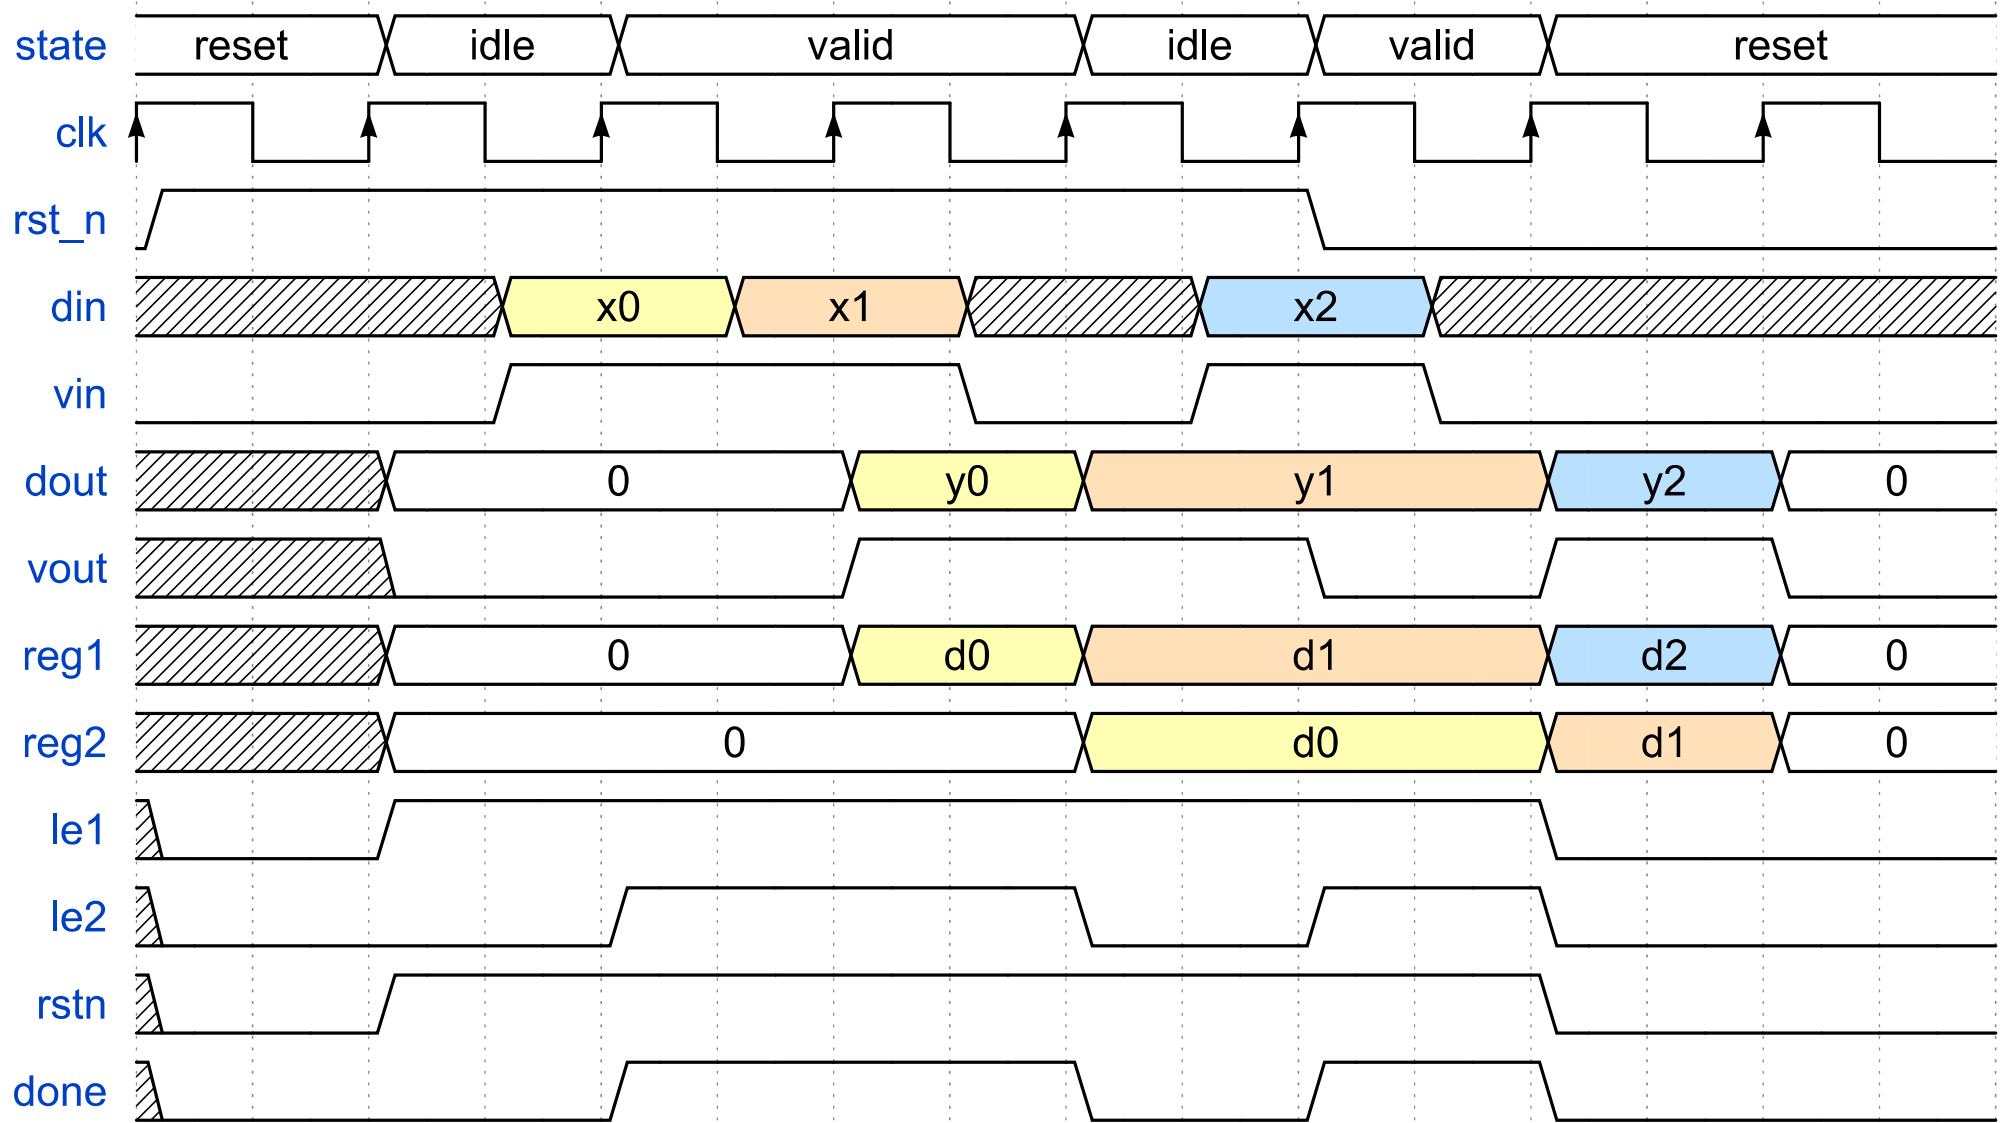 state reset idle valid idle valid reset
clk
rst_n
din x0 x1 x2
vin
dout 0 y0 y1 y2 0
vout
reg1 0 d0 d1 d2 0
reg2 0 d0 d1 0
le1
le2
rstn
done